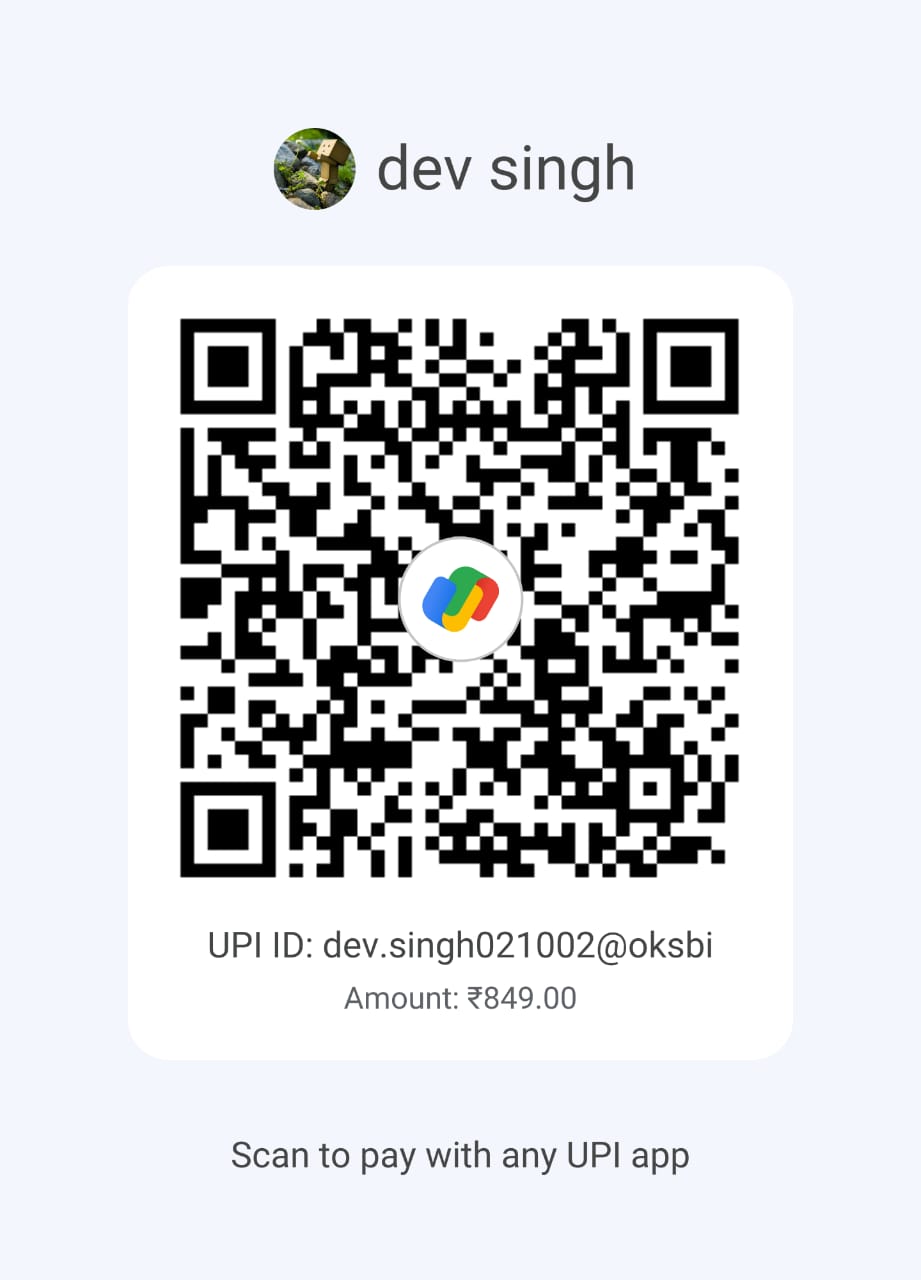 dev singh
UPI ID: dev.singh021002@oksbi
Amount: ₹849.00
Scan to pay with any UPI app